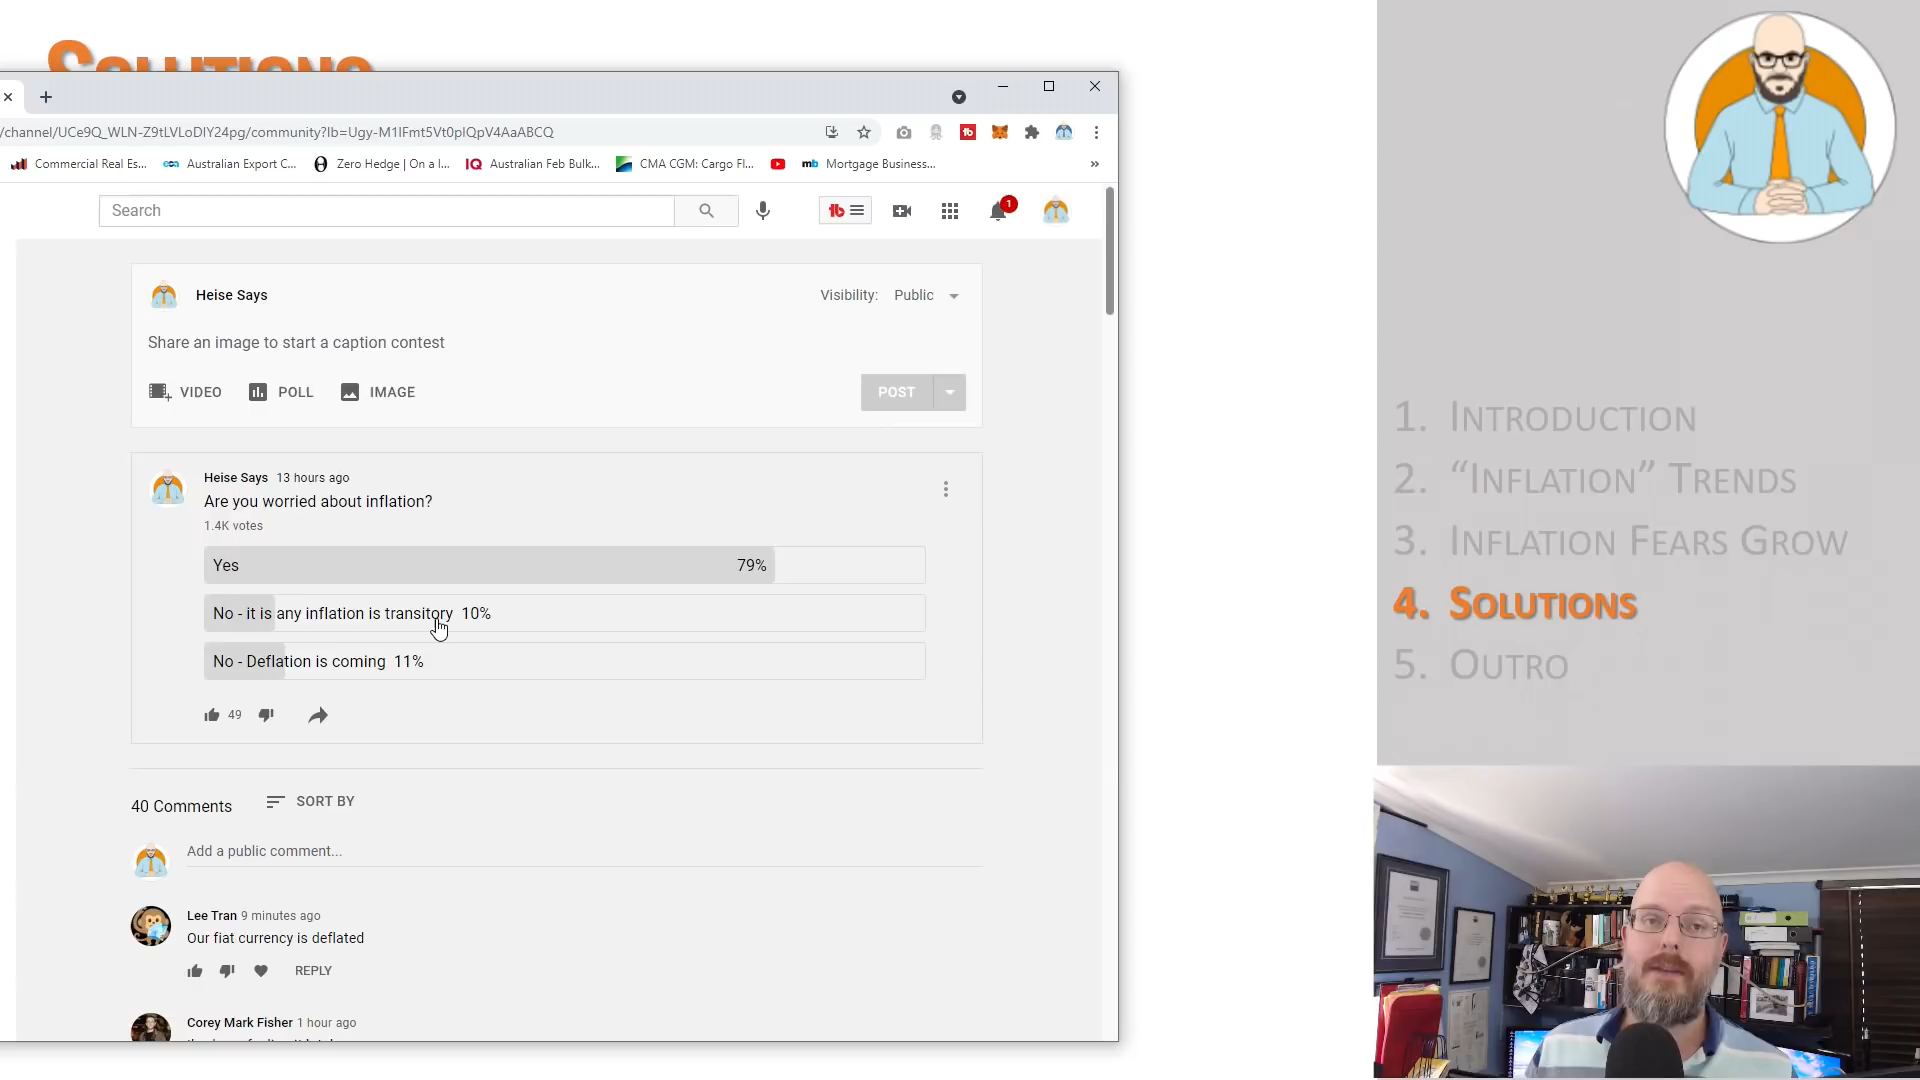 SOLUTIONS
/channel/UCe9Q_WLN-Z9tLVLoDIY24pg/community?lb=Ugy-M1IFmt5Vt0pIQpV4AaABCQ
Commercial Real Es... Australian Export C... Zero Hedge | On a l... IQ Australian Feb Bulk... CMA CGM: Cargo Fl... mb Mortgage Business... »
Search
tb
1
Heise Says
Visibility: Public
Share an image to start a caption contest
VIDEO POLL IMAGE
POST
Heise Says 13 hours ago
Are you worried about inflation?
1.4K votes
Yes 79%
No - it is any inflation is transitory 10%
No - Deflation is coming 11%
49
40 Comments SORT BY
Add a public comment...
Lee Tran 9 minutes ago
Our fiat currency is deflated
REPLY
Corey Mark Fisher 1 hour ago
1. INTRODUCTION
2. “INFLATION” TRENDS
3. INFLATION FEARS GROW
4. SOLUTIONS
5. OUTRO